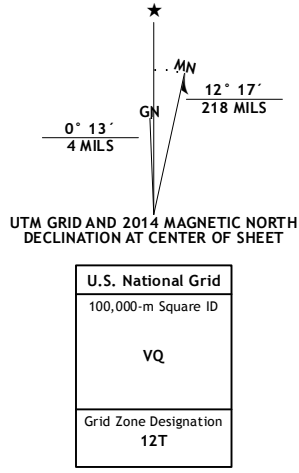 ★
MN
12° 17´
218 MILS
GN
0° 13´
4 MILS
UTM GRID AND 2014 MAGNETIC NORTH
DECLINATION AT CENTER OF SHEET
U.S. National Grid
100,000-m Square ID
VQ
Grid Zone Designation
12T